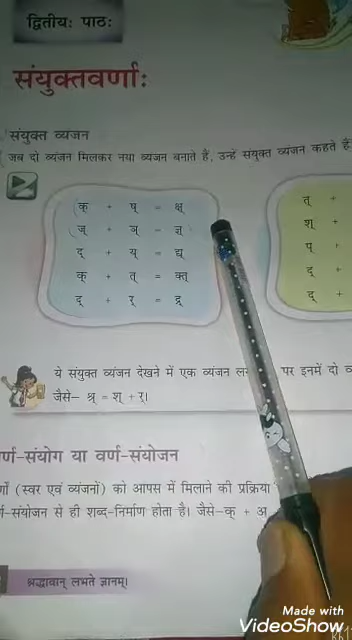 द्वितीयः पाठः
संयुक्तवर्णाः
संयुक्त व्यंजन
जब दो व्यंजन मिलकर नया व्यंजन बनाते हैं, उन्हें संयुक्त व्यंजन कहते हैं
क् + ष् = क्ष्
ज् + ञ् = ज्ञ्
द् + य् = द्य्
क् + त् = क्त्
द् + र् = द्र्
त् +
श् +
प् +
द् +
द् +
ये संयुक्त व्यंजन देखने में एक व्यंजन पर इनमें दो
जैसे– श्र् = श् + र्।
र्ण-संयोग या वर्ण-संयोजन
र्णों (स्वर एवं व्यंजनों) को आपस में मिलाने की प्रक्रिया
र्ण-संयोजन से ही शब्द-निर्माण होता है। जैसे–क् + अ
श्रद्धावान् लभते ज्ञानम्।
Made with
VideoShow